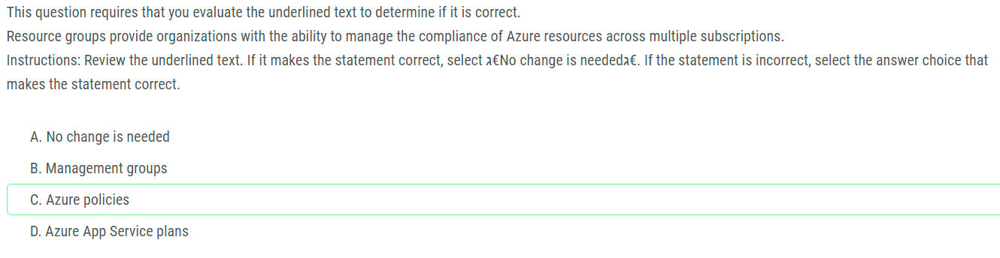 This question requires that you evaluate the underlined text to determine if it is correct.
Resource groups provide organizations with the ability to manage the compliance of Azure resources across multiple subscriptions.
Instructions: Review the underlined text. If it makes the statement correct, select ג€No change is neededג€. If the statement is incorrect, select the answer choice that
makes the statement correct.
A. No change is needed
B. Management groups
C. Azure policies
D. Azure App Service plans